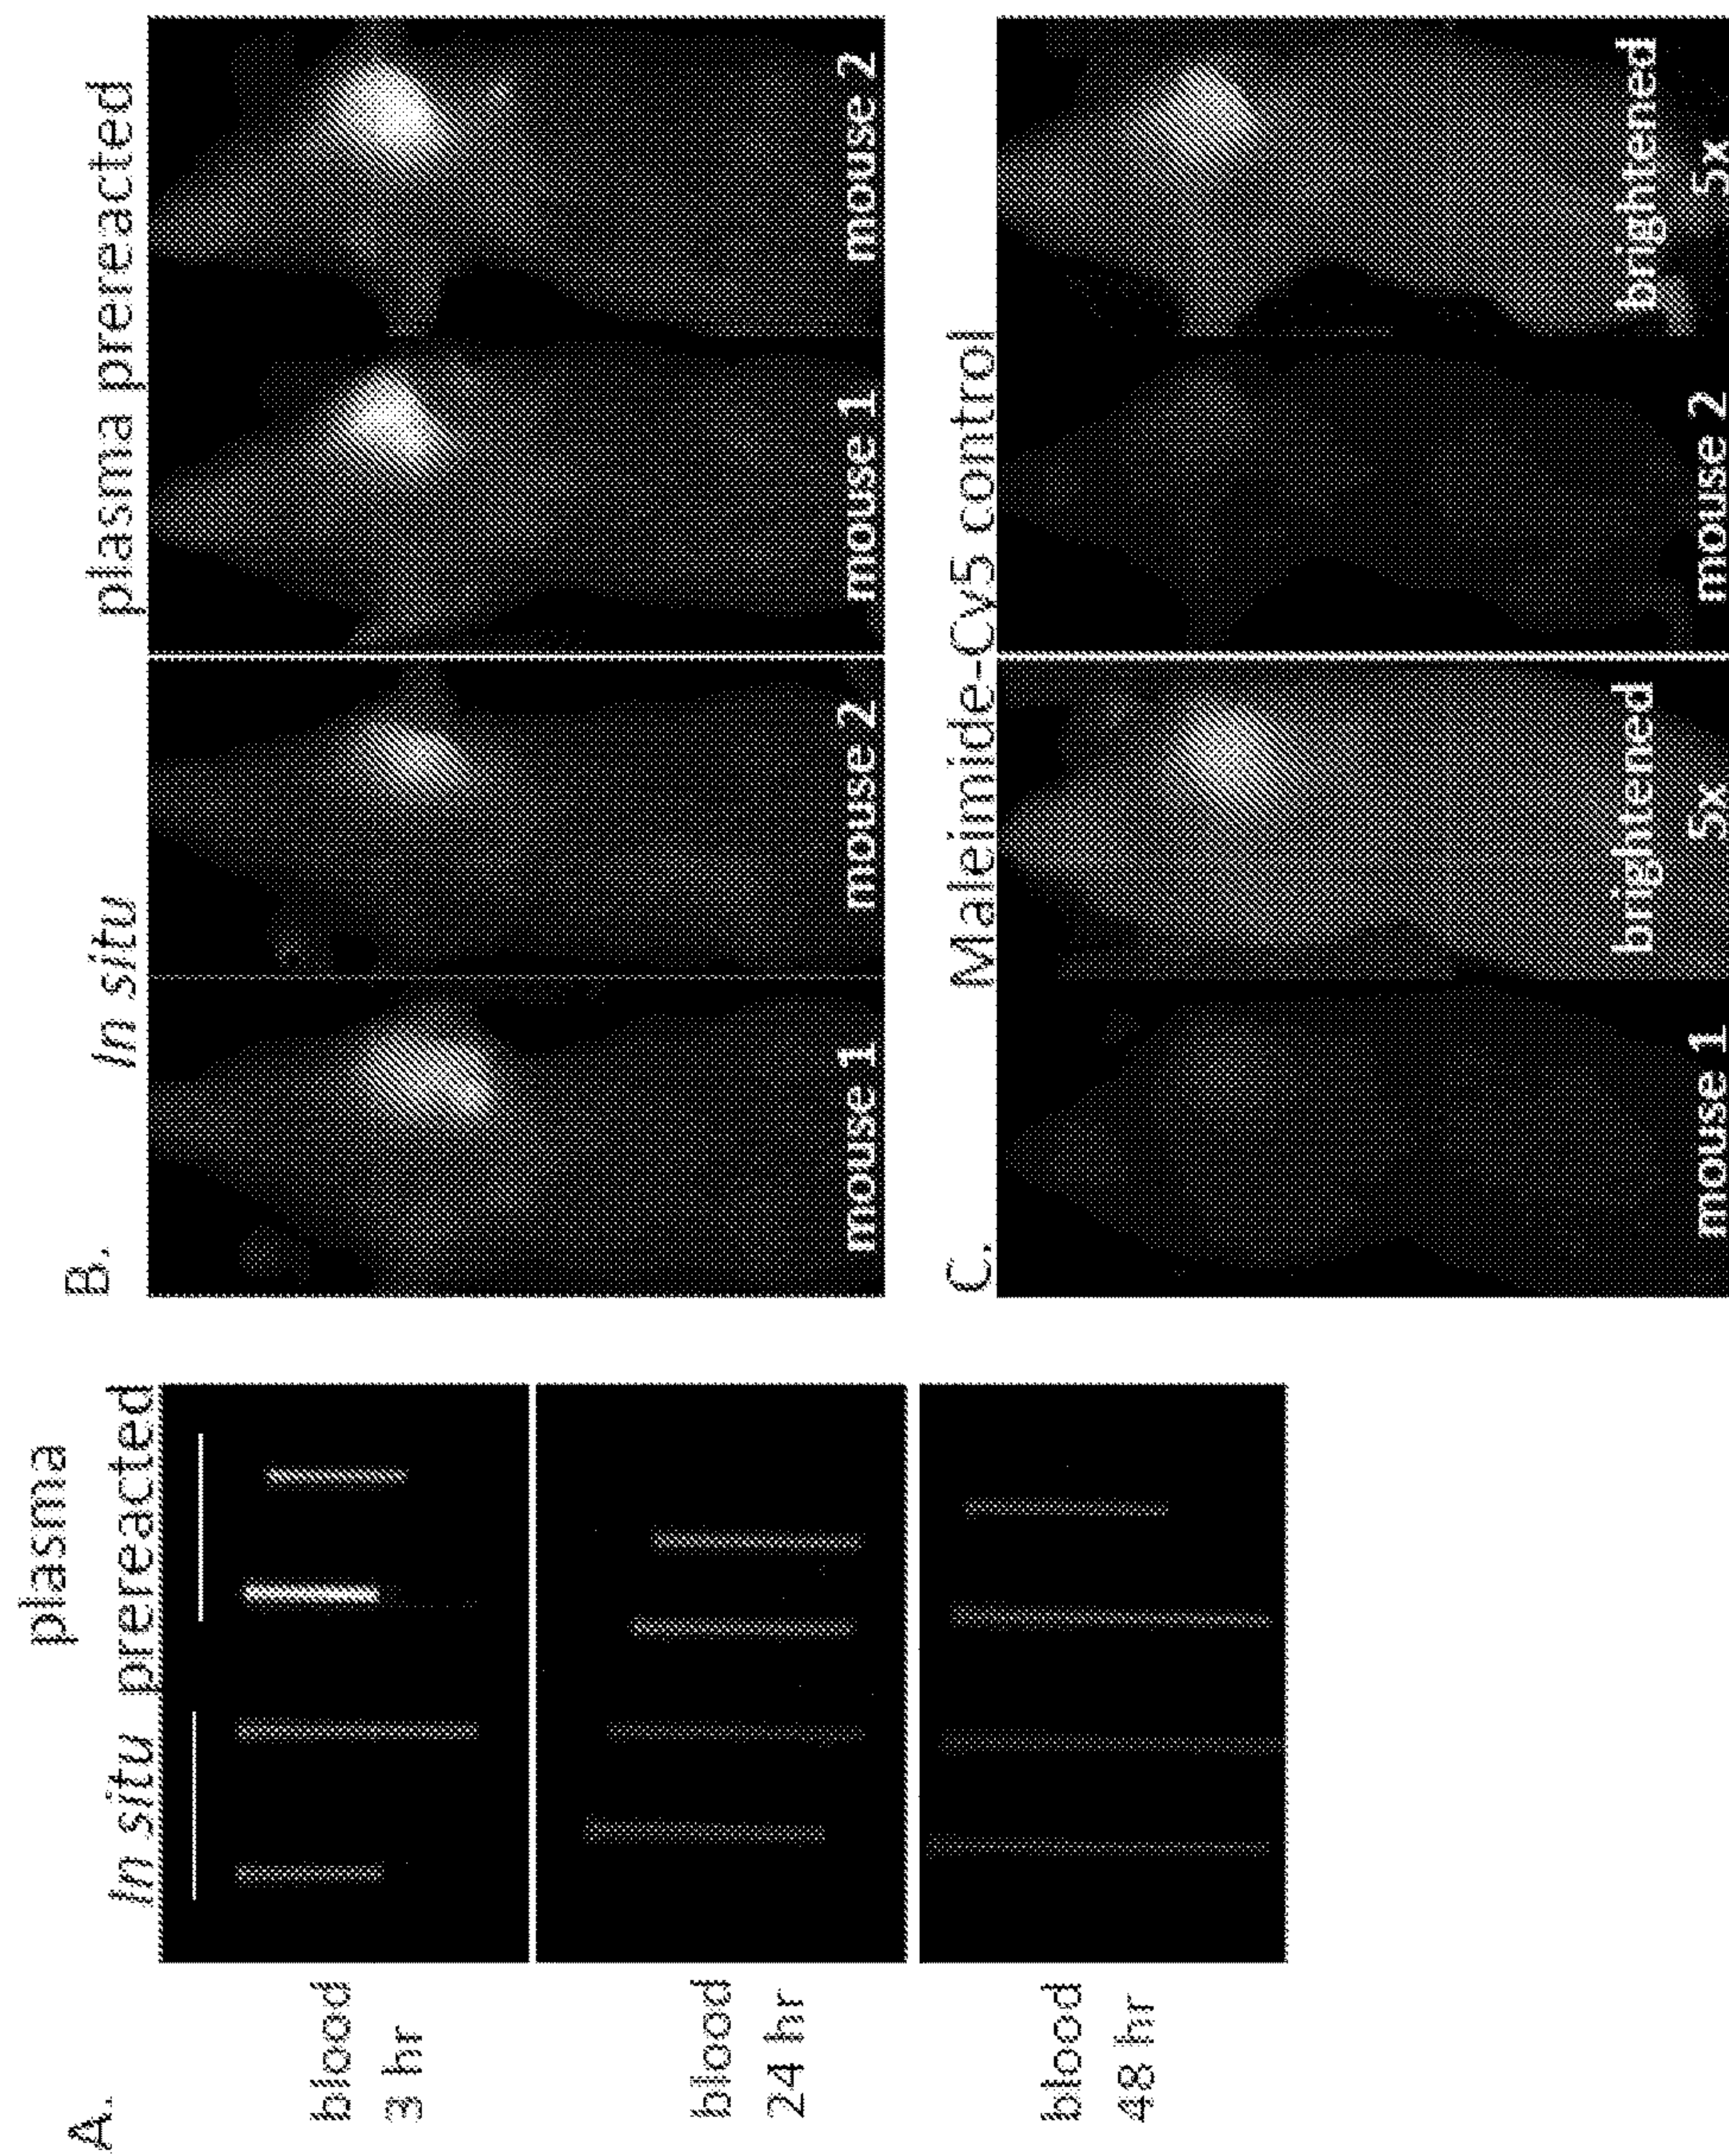 A.
plasma
In situ prereacted
blood
3 hr
blood
24 hr
blood
48 hr
B.
In situ
plasma prereacted
mouse 1
mouse 2
mouse 1
mouse 2
C.
Maleimide-Cy5 control
mouse 1
brightened
5x
mouse 2
brightened
5x